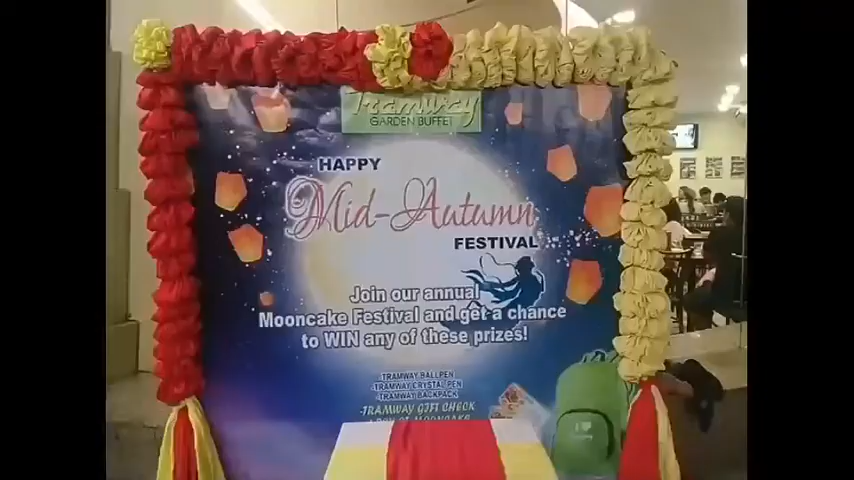 Tramway
GARDEN BUFFET
HAPPY
Mid-Autumn
FESTIVAL
Join our annual
Mooncake Festival and get a chance
to WIN any of these prizes!
-TRAMWAY BALLPEN
-TRAMWAY CRYSTAL PEN
-TRAMWAY BACKPACK
-TRAMWAY GIFT CHECK